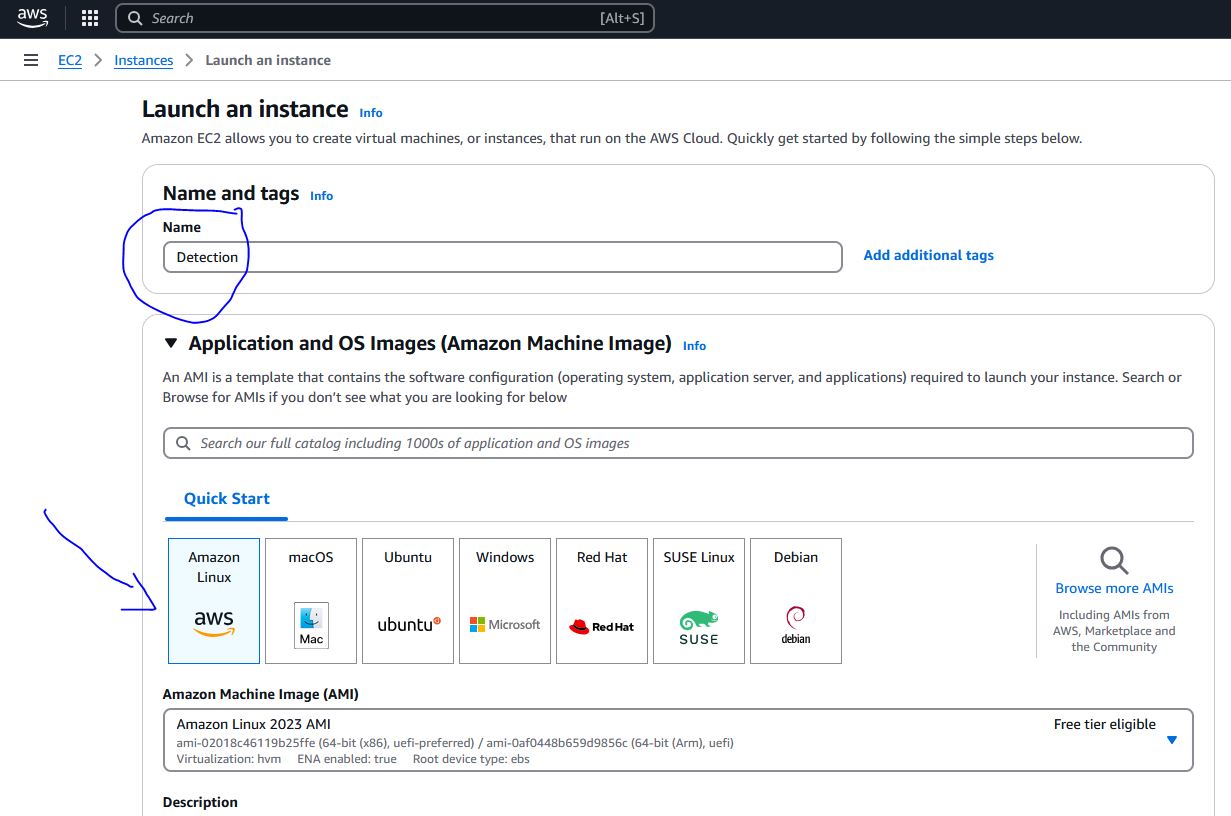 aws
Search [Alt+S]
EC2 > Instances > Launch an instance
Launch an instance Info
Amazon EC2 allows you to create virtual machines, or instances, that run on the AWS Cloud. Quickly get started by following the simple steps below.
Name and tags Info
Name
Detection
Add additional tags
Application and OS Images (Amazon Machine Image) Info
An AMI is a template that contains the software configuration (operating system, application server, and applications) required to launch your instance. Search or
Browse for AMIs if you don’t see what you are looking for below
Search our full catalog including 1000s of application and OS images
Quick Start
Amazon
Linux
aws
macOS
Mac
Ubuntu
ubuntu
Windows
Microsoft
Red Hat
Red Hat
SUSE Linux
SUSE
Debian
debian
Browse more AMIs
Including AMIs from
AWS, Marketplace and
the Community
Amazon Machine Image (AMI)
Amazon Linux 2023 AMI Free tier eligible
ami-02018c46119b25ffe (64-bit (x86), uefi-preferred) / ami-0af0448b659d9856c (64-bit (Arm), uefi)
Virtualization: hvm ENA enabled: true Root device type: ebs
Description